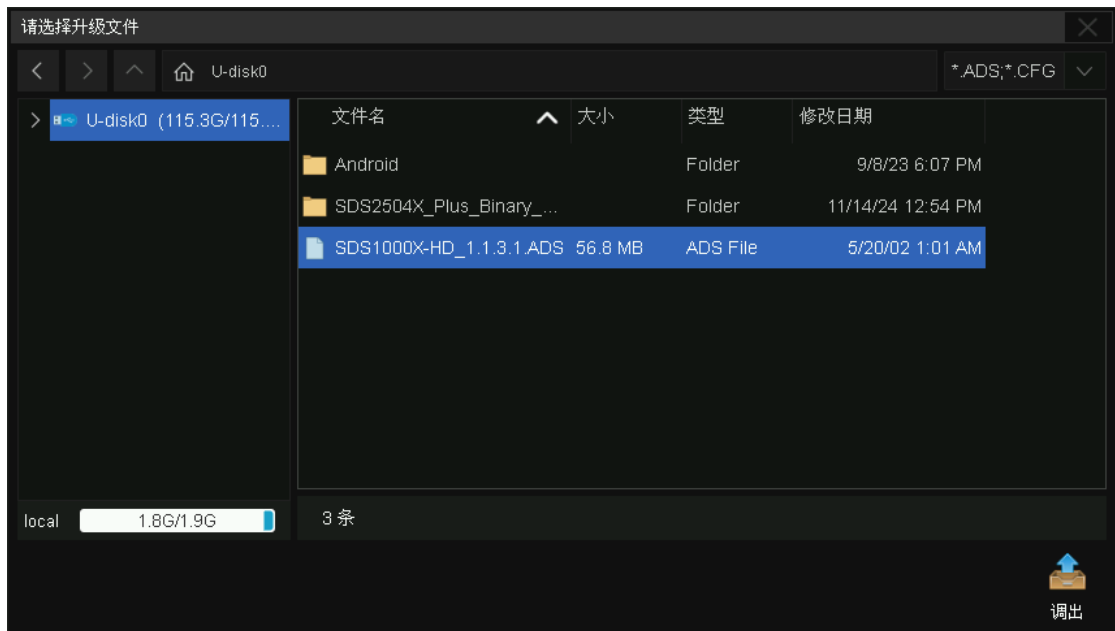 请选择升级文件
U-disk0 *.ADS;*.CFG
U-disk0 (115.3G/115.... 文件名 大小 类型 修改日期
Android Folder 9/8/23 6:07 PM
SDS2504X_Plus_Binary_... Folder 11/14/24 12:54 PM
SDS1000X-HD_1.1.3.1.ADS 56.8 MB ADS File 5/20/02 1:01 AM
local 1.8G/1.9G 3 条
调出